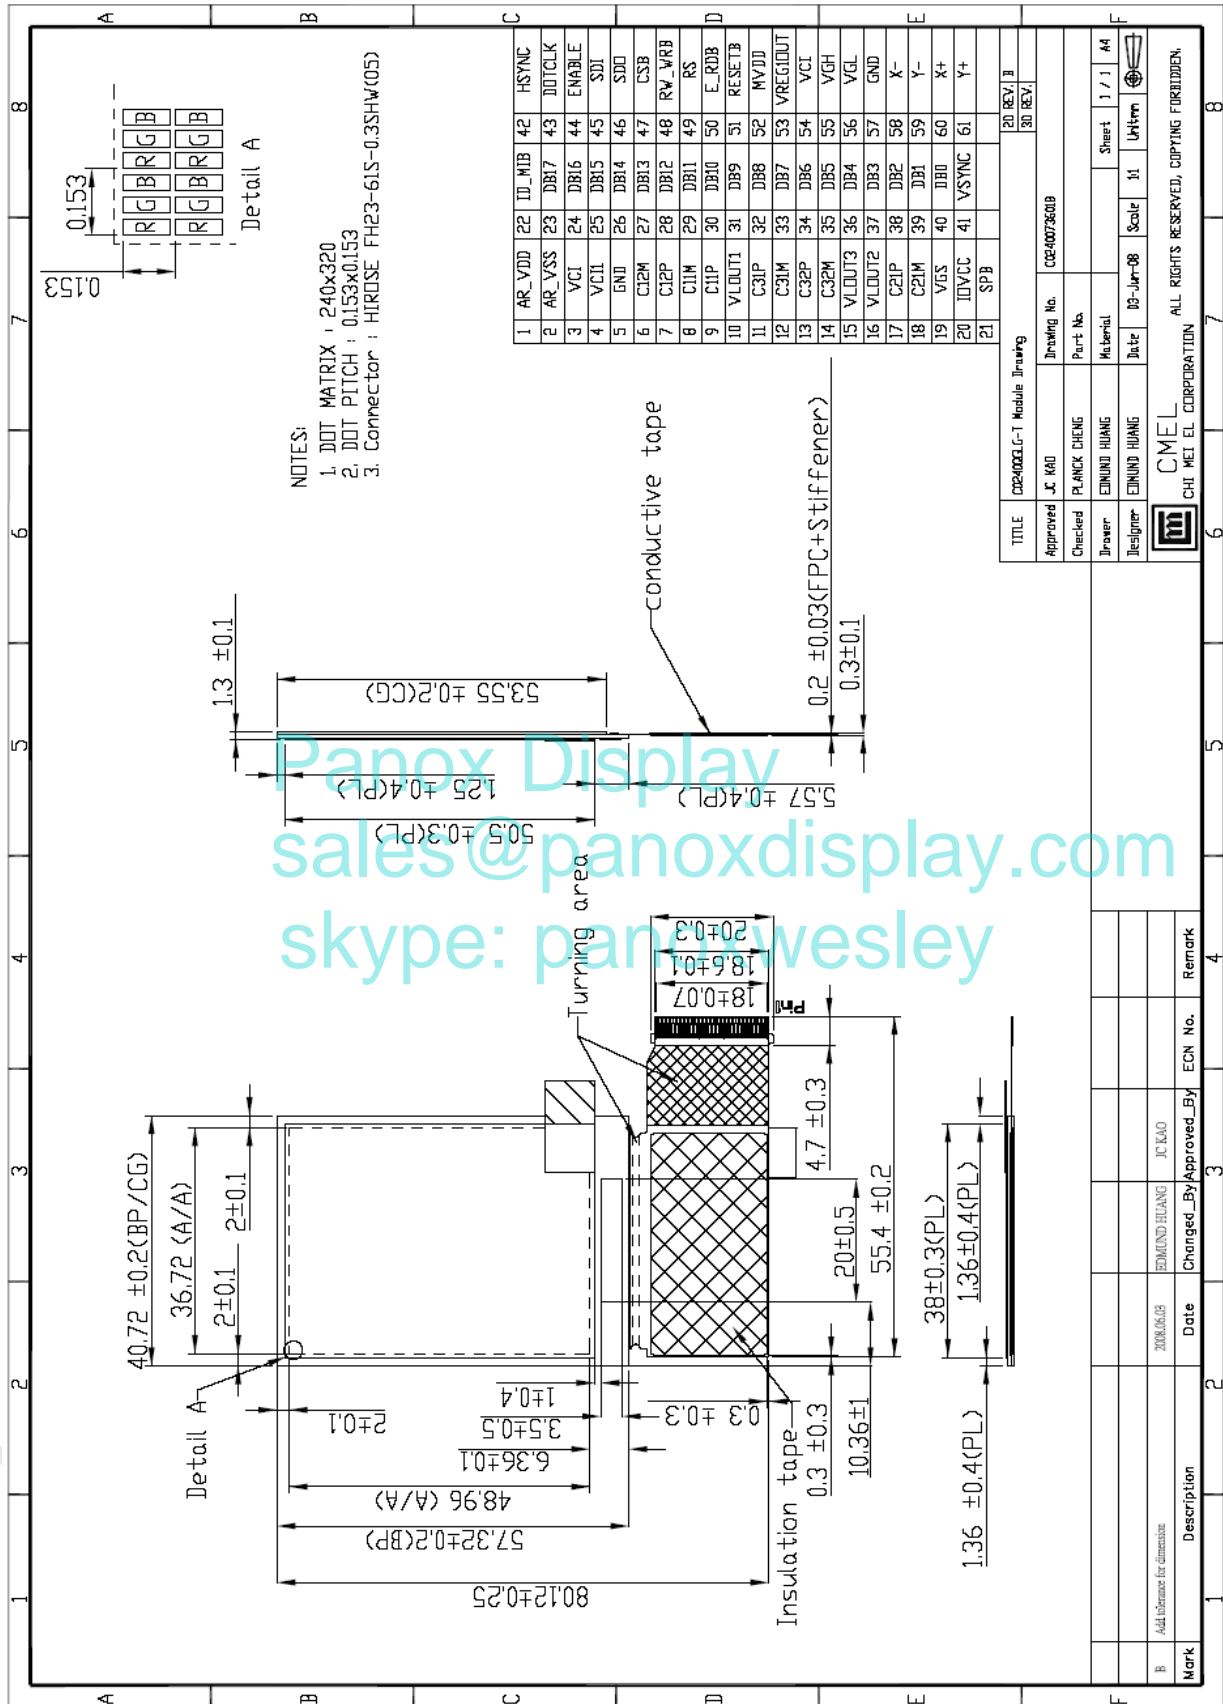 1 2 3 4 5 6 7 8
A B C D E F
Detail A
40.72 ±0.2(BP/CG)
36.72 (A/A)
2±0.1
2±0.1
2±0.1
48.96 (A/A)
57.32±0.2(BP)
80.12±0.25
6.36±0.1
3.5±0.5
1±0.4
0.3 ±0.3
Insulation tape
0.3 ±0.3
10.36±1
20±0.5
55.4 ±0.2
4.7 ±0.3
Pin1
18±0.07
18.6±0.1
20±0.3
Turning area
38±0.3(PL)
1.36±0.4(PL)
1.36 ±0.4(PL)
1.3 ±0.1
53.55 ±0.2(CG)
1.25 ±0.4(PL)
50.5 ±0.3(PL)
5.57 ±0.4(PL)
conductive tape
0.2 ±0.03(FPC+Stiffener)
0.3±0.1
0.153
0.153
R G B R G B
R G B R G B
Detail A
NOTES:
1. DOT MATRIX : 240x320
2. DOT PITCH : 0.153x0.153
3. Connector : HIROSE FH23-61S-0.3SHW(05)
1 AR_VDD 22 ID_MIB 42 HSYNC
2 AR_VSS 23 DB17 43 DOTCLK
3 VCI 24 DB16 44 ENABLE
4 VCI1 25 DB15 45 SDI
5 GND 26 DB14 46 SDO
6 C12M 27 DB13 47 CSB
7 C12P 28 DB12 48 RW_WRB
8 C11M 29 DB11 49 RS
9 C11P 30 DB10 50 E_RDB
10 VLOUT1 31 DB9 51 RESETB
11 C31P 32 DB8 52 MVDD
12 C31M 33 DB7 53 VREG1OUT
13 C32P 34 DB6 54 VCI
14 C32M 35 DB5 55 VGH
15 VLOUT3 36 DB4 56 VGL
16 VLOUT2 37 DB3 57 GND
17 C21P 38 DB2 58 X-
18 C21M 39 DB1 59 Y-
19 VGS 40 DB0 60 X+
20 IOVCC 41 VSYNC 61 Y+
21 SPB
TITLE Module Drawing 2D REV. B
3D REV.
Approved JC KAO Drawing No.
Checked PLANCK CHENG Part No.
Drawer EDMUND HUANG Material Sheet 1 / 1 A4
Designer EDMUND HUANG Date 03-Jun-08 Scale 1:1 Unit:mm
CMEL
CHI MEI EL CORPORATION ALL RIGHTS RESERVED, COPYING FORBIDDEN.
B Add tolerance for dimension 2008.06.03 EDMUND HUANG JC KAO
Mark Description Date Changed_By Approved_By ECN No. Remark
Panox Display
sales@panoxdisplay.com
skype: panoxwesley